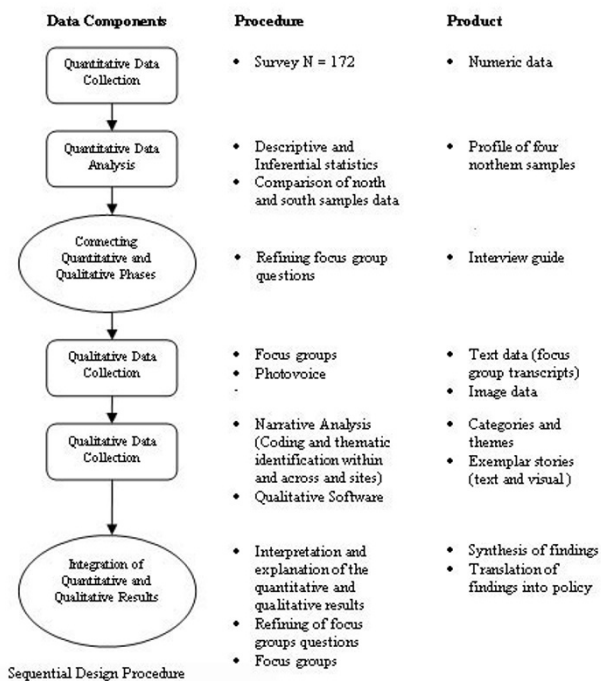 Data Components
Procedure
Product
Quantitative Data
Collection
• Survey N = 172
• Numeric data
Quantitative Data
Analysis
• Descriptive and
Inferential statistics
• Comparison of north
and south samples data
• Profile of four
northern samples
Connecting
Quantitative and
Qualitative Phases
• Refining focus group
questions
• Interview guide
Qualitative Data
Collection
• Focus groups
• Photovoice
• Text data (focus
group transcripts)
• Image data
Qualitative Data
Collection
• Narrative Analysis
(Coding and thematic
identification within
and across and sites)
• Qualitative Software
• Categories and
themes
• Exemplar stories
(text and visual )
Integration of
Quantitative and
Qualitative Results
• Interpretation and
explanation of the
quantitative and
qualitative results
• Refining of focus
groups questions
• Focus groups
• Synthesis of findings
• Translation of
findings into policy
Sequential Design Procedure